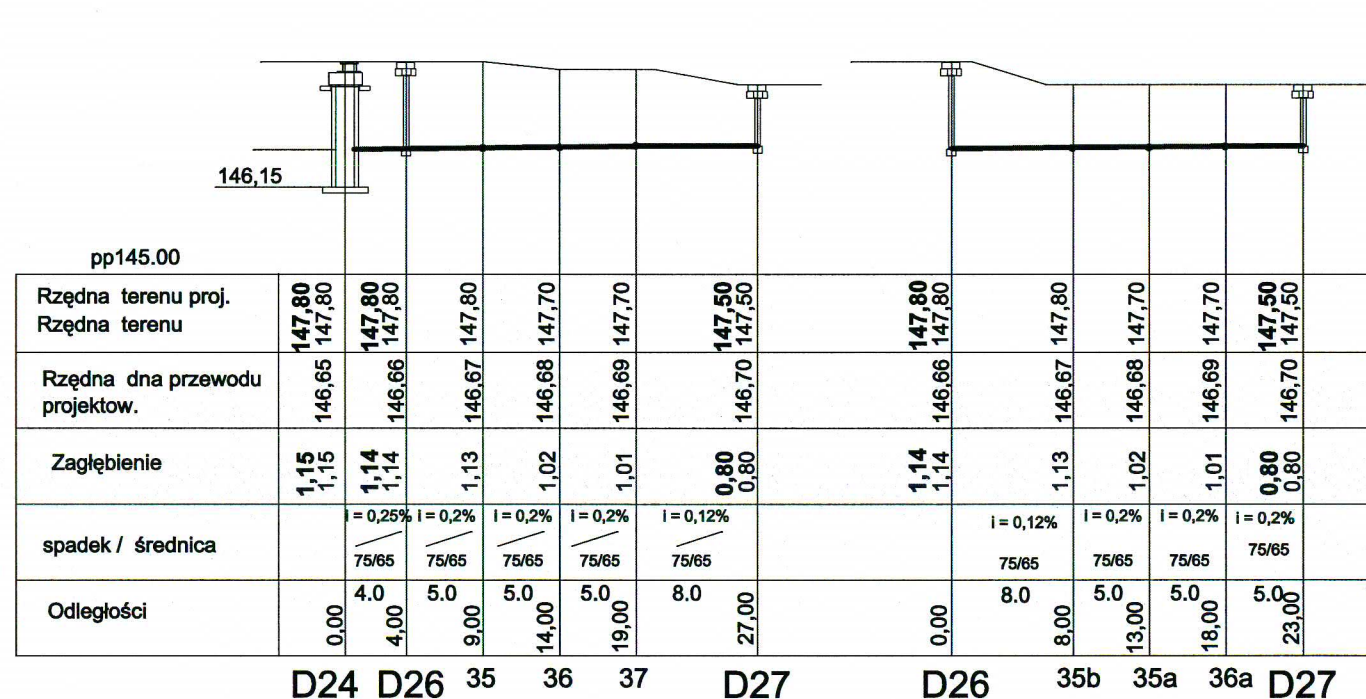 146,15
pp145.00
Rzędna terenu proj.
147,80 147,80 147,50 147,80 147,50
Rzędna terenu
147,80 147,80 147,80 147,70 147,70 147,50 147,80 147,80 147,70 147,70 147,50
Rzędna dna przewodu
projektow.
146,65 146,66 146,67 146,68 146,69 146,70 146,66 146,67 146,68 146,69 146,70
Zagłębienie
1,15 1,14 0,80 1,14 0,80
1,15 1,14 1,13 1,02 1,01 0,80 1,14 1,13 1,02 1,01 0,80
spadek / średnica
i = 0,25% i = 0,2% i = 0,2% i = 0,2% i = 0,12% i = 0,12% i = 0,2% i = 0,2% i = 0,2%
75/65 75/65 75/65 75/65 75/65 75/65 75/65 75/65 75/65
Odległości
4.0 5.0 5.0 5.0 8.0 8.0 5.0 5.0 5.0
0,00 4,00 9,00 14,00 19,00 27,00 0,00 8,00 13,00 18,00 23,00
D24 D26 35 36 37 D27 D26 35b 35a 36a D27